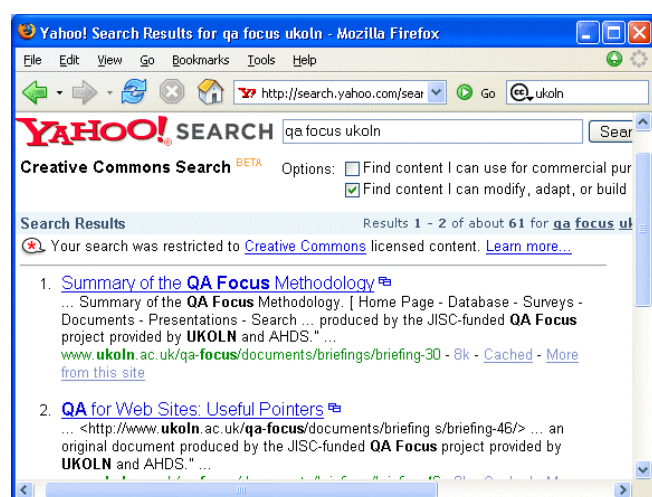 Yahoo! Search Results for qa focus ukoln - Mozilla Firefox
File Edit View Go Bookmarks Tools Help
http://search.yahoo.com/sear Go cc ukoln
YAHOO! SEARCH qa focus ukoln Sear
Creative Commons Search BETA Options: Find content I can use for commercial pur
Find content I can modify, adapt, or build
Search Results Results 1 - 2 of about 61 for qa focus uk
Your search was restricted to Creative Commons licensed content. Learn more...
1. Summary of the QA Focus Methodology
... Summary of the QA Focus Methodology. [ Home Page - Database - Surveys -
Documents - Presentations - Search ... produced by the JISC-funded QA Focus
project provided by UKOLN and AHDS." ...
www.ukoln.ac.uk/qa-focus/documents/briefings/briefing-30 - 8k - Cached - More
from this site
2. QA for Web Sites: Useful Pointers
... <http://www.ukoln.ac.uk/qa-focus/documents/briefing s/briefing-46/> ... an
original document produced by the JISC-funded QA Focus project provided by
UKOLN and AHDS." ...